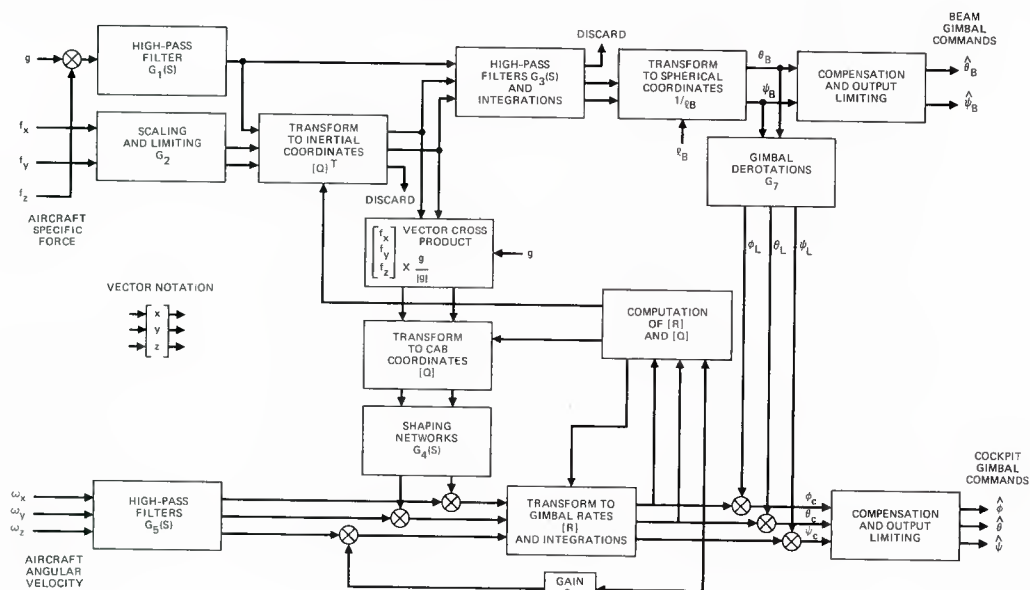 BEAM
GIMBAL
COMMANDS
DISCARD
g
HIGH-PASS
FILTER
G1(S)
HIGH-PASS
FILTERS G3(S)
AND
INTEGRATIONS
TRANSFORM
TO SPHERICAL
COORDINATES
1/ℓB
θB
ψB
COMPENSATION
AND OUTPUT
LIMITING
θ̂B
ψ̂B
fx
fy
fz
SCALING
AND LIMITING
G2
TRANSFORM
TO INERTIAL
COORDINATES
[Q]T
ℓB
DISCARD
GIMBAL
DEROTATIONS
G7
AIRCRAFT
SPECIFIC
FORCE
VECTOR CROSS
PRODUCT
fx
fy
fz
X g
|g|
g
ϕL
θL
ψL
VECTOR NOTATION
x
y
z
COMPUTATION
OF [R]
AND [Q]
TRANSFORM
TO CAB
COORDINATES
[Q]
SHAPING
NETWORKS
G4(S)
COCKPIT
GIMBAL
COMMANDS
ωx
ωy
ωz
HIGH-PASS
FILTERS
G5(S)
TRANSFORM TO
GIMBAL RATES
[R]
AND INTEGRATIONS
ϕc
θc
ψc
COMPENSATION
AND OUTPUT
LIMITING
ϕ̂
θ̂
ψ̂
AIRCRAFT
ANGULAR
VELOCITY
GAIN